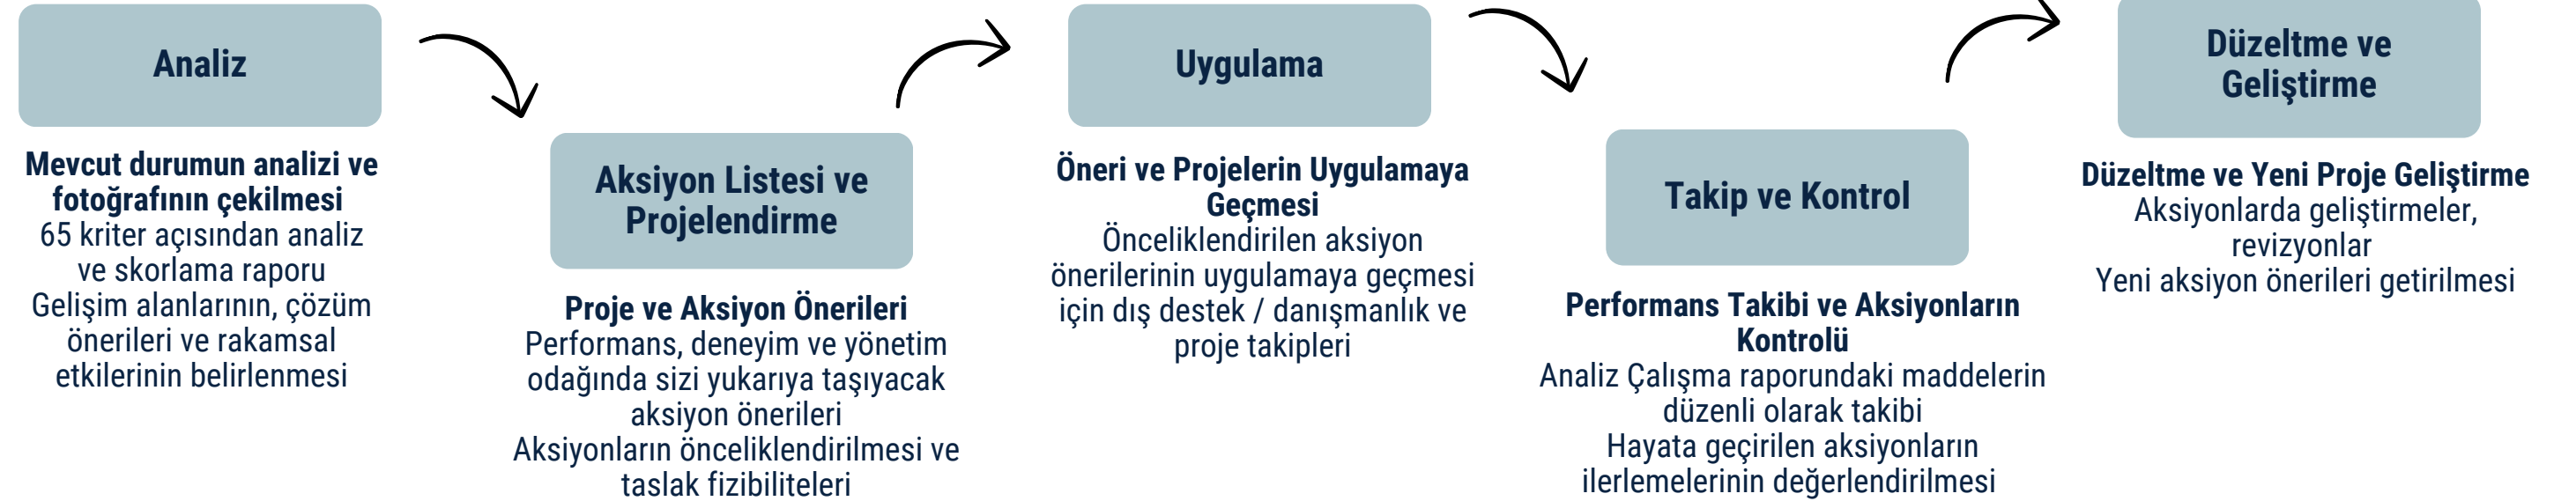 Analiz
Mevcut durumun analizi ve
fotoğrafının çekilmesi
65 kriter açısından analiz
ve skorlama raporu
Gelişim alanlarının, çözüm
önerileri ve rakamsal
etkilerinin belirlenmesi
Aksiyon Listesi ve
Projelendirme
Proje ve Aksiyon Önerileri
Performans, deneyim ve yönetim
odağında sizi yukarıya taşıyacak
aksiyon önerileri
Aksiyonların önceliklendirilmesi ve
taslak fizibiliteleri
Uygulama
Öneri ve Projelerin Uygulamaya
Geçmesi
Önceliklendirilen aksiyon
önerilerinin uygulamaya geçmesi
için dış destek / danışmanlık ve
proje takipleri
Takip ve Kontrol
Performans Takibi ve Aksiyonların
Kontrolü
Analiz Çalışma raporundaki maddelerin
düzenli olarak takibi
Hayata geçirilen aksiyonların
ilerlemelerinin değerlendirilmesi
Düzeltme ve
Geliştirme
Düzeltme ve Yeni Proje Geliştirme
Aksiyonlarda geliştirmeler,
revizyonlar
Yeni aksiyon önerileri getirilmesi